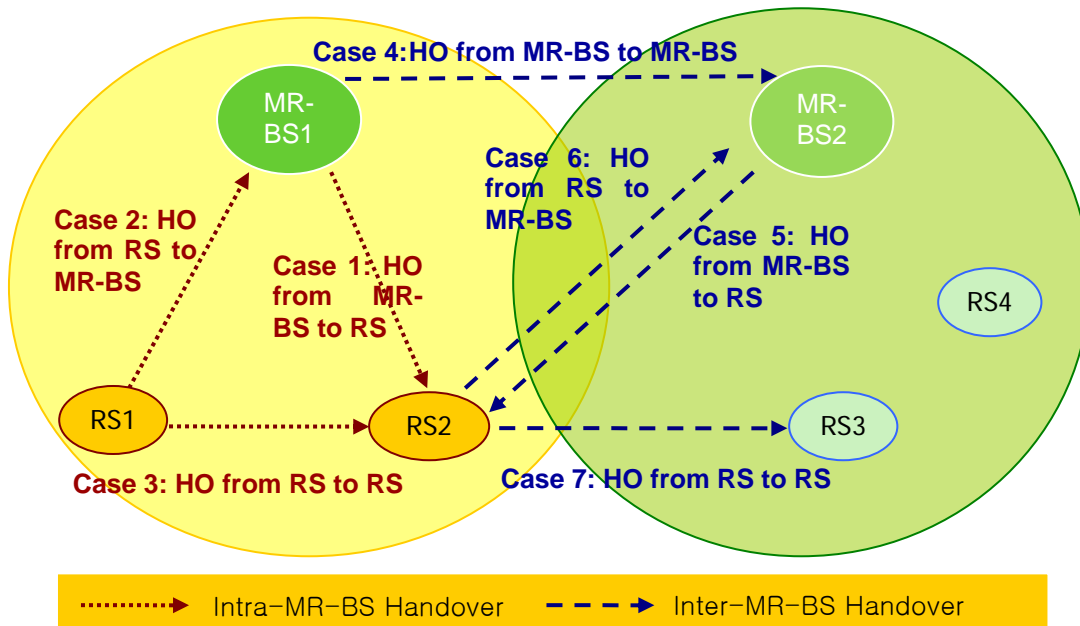 Case 4:HO from MR-BS to MR-BS
MR-
BS1
MR-
BS2
Case 6: HO
from RS to
MR-BS
Case 2: HO
from RS to
MR-BS
Case 1: HO
from MR-
BS to RS
Case 5: HO
from MR-BS
to RS
RS4
RS1
RS2
RS3
Case 3: HO from RS to RS
Case 7: HO from RS to RS
Intra-MR-BS Handover
Inter-MR-BS Handover